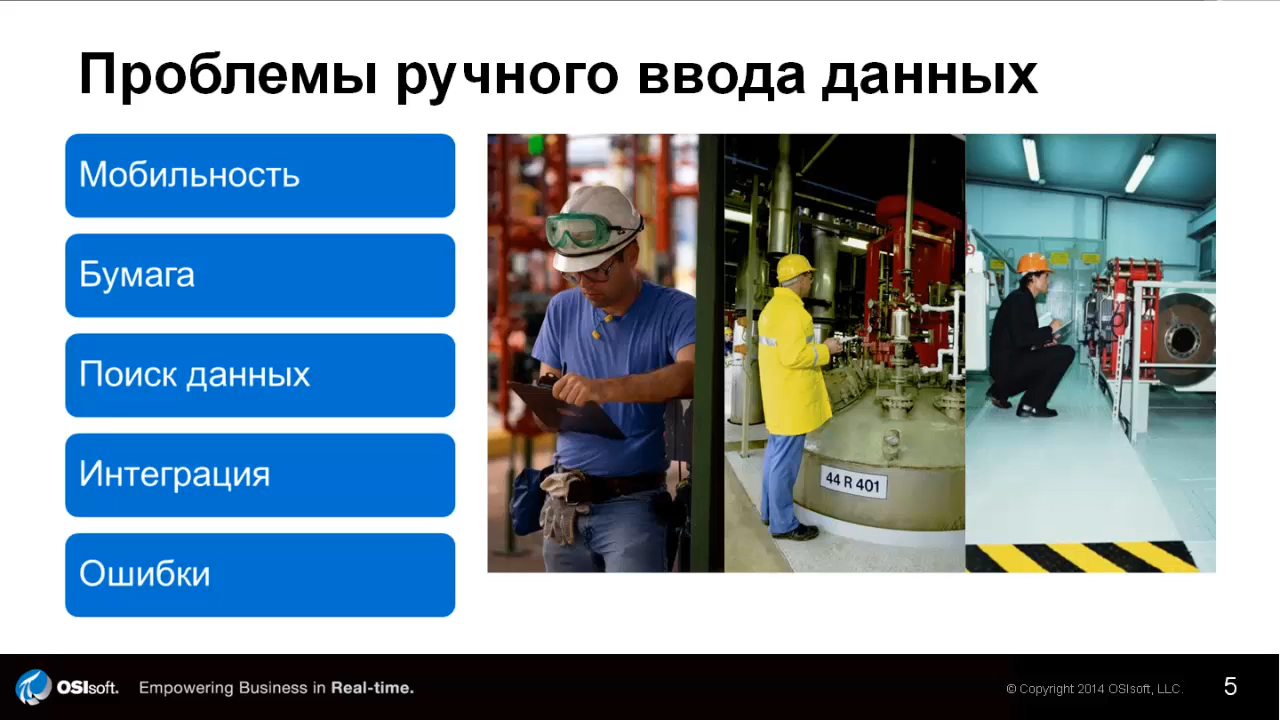 Проблемы ручного ввода данных
Мобильность
Бумага
Поиск данных
Интеграция
Ошибки
44 R 401
OSIsoft. Empowering Business in Real-time.
© Copyright 2014 OSIsoft, LLC.
5